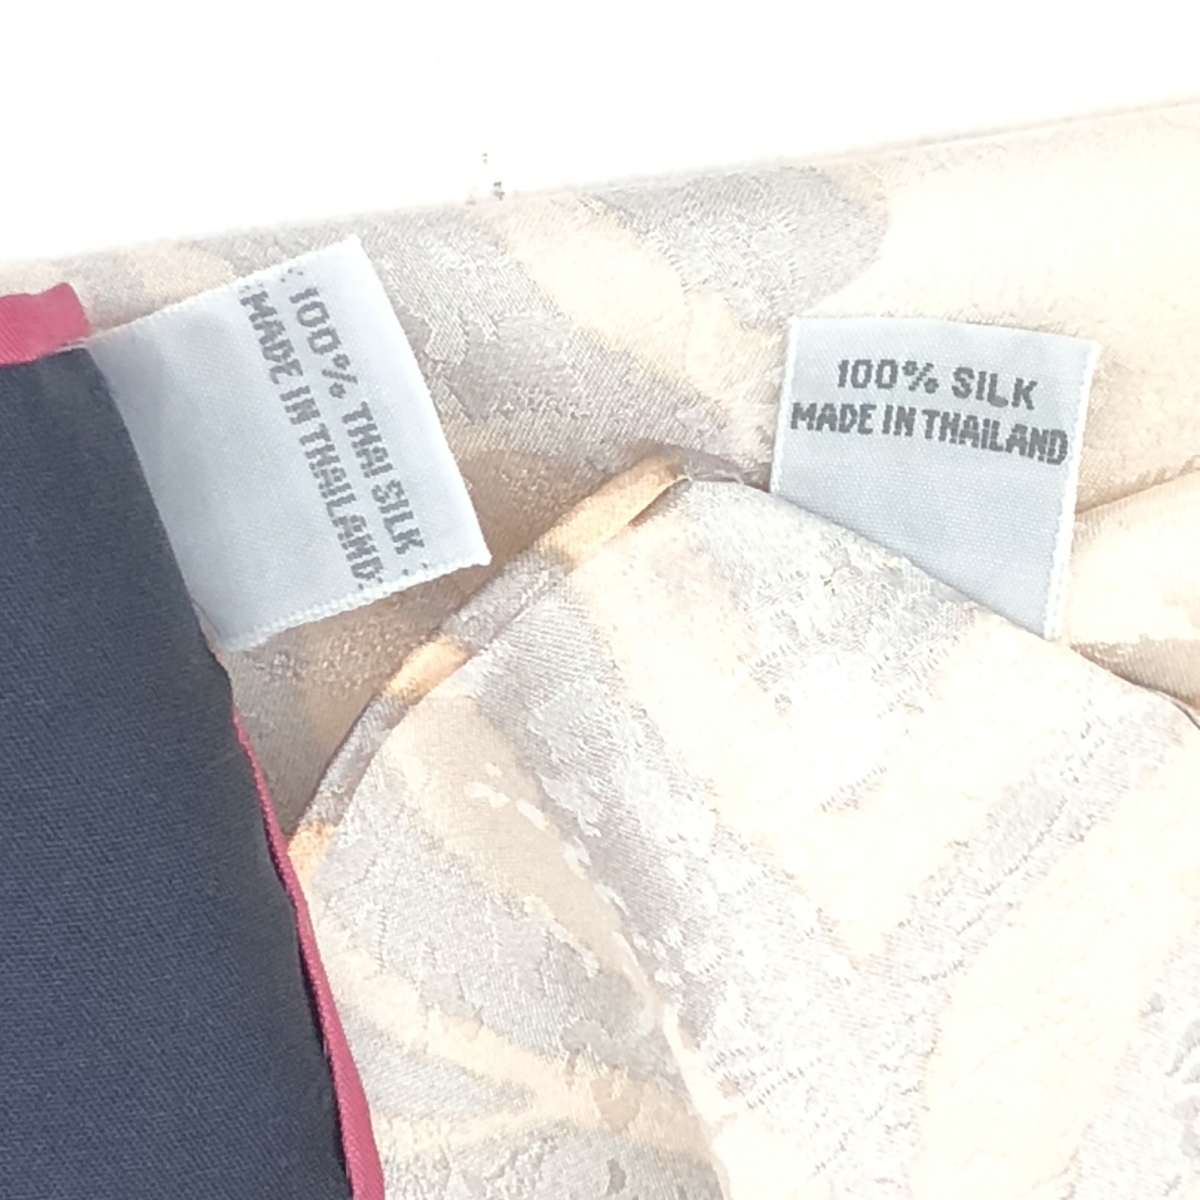 100% THAI SILK
MADE IN THAILAND
100% SILK
MADE IN THAILAND